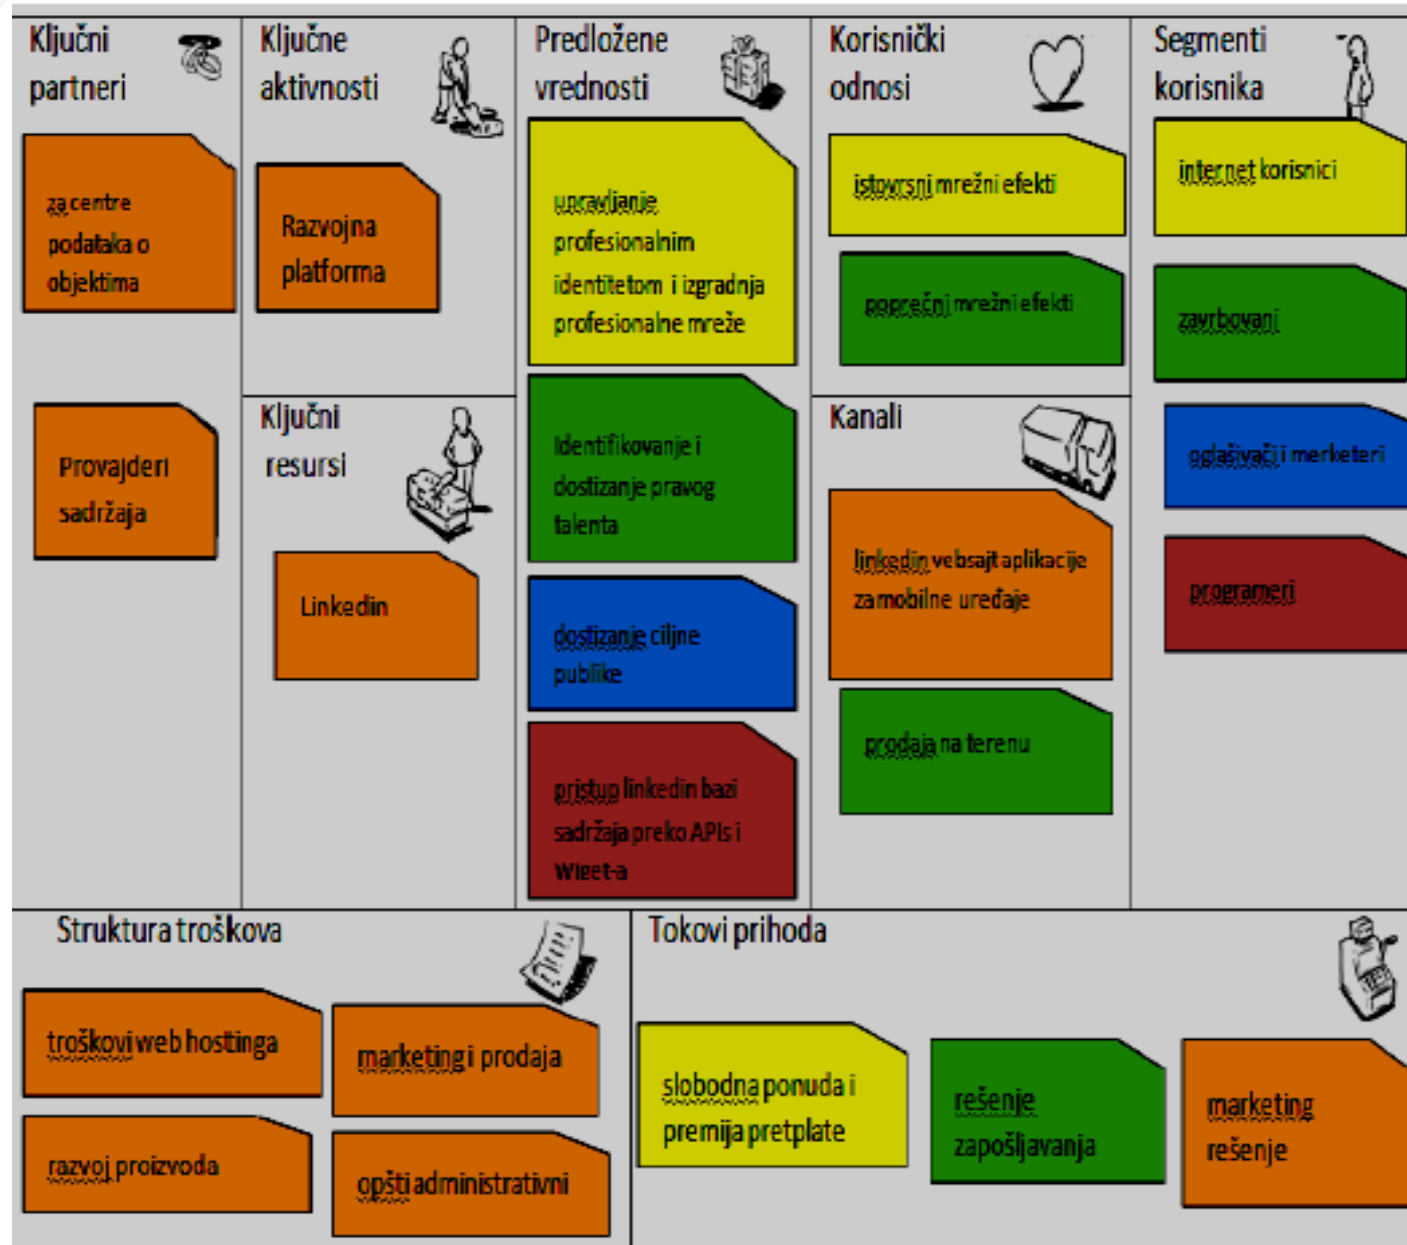 Ključni
partneri
za centre
podataka o
objektima
Provajderi
sadržaja
Ključne
aktivnosti
Razvojna
platforma
Ključni
resursi
Linkedin
Predložene
vrednosti
upravljanje
profesionalnim
identitetom i izgradnja
profesionalne mreže
Identifikovanje i
dostizanje pravog
talenta
dostizanje ciljne
publike
pristup linkedin bazi
sadržaja preko APIs i
Korisnički
odnosi
istovrsni mrežni efekti
poprečni mrežni efekti
Kanali
linkedin vebsajt aplikacije
za mobilne uređaje
prodaja na terenu
Segmenti
korisnika
internet korisnici
zavrbovani
oglašivači i merketeri
programeri
Struktura troškova
troškovi web hostinga
marketing i prodaja
razvoj proizvoda
opšti administrativni
Tokovi prihoda
slobodna ponuda i
premija pretplate
rešenje
zapošljavanja
marketing
rešenje